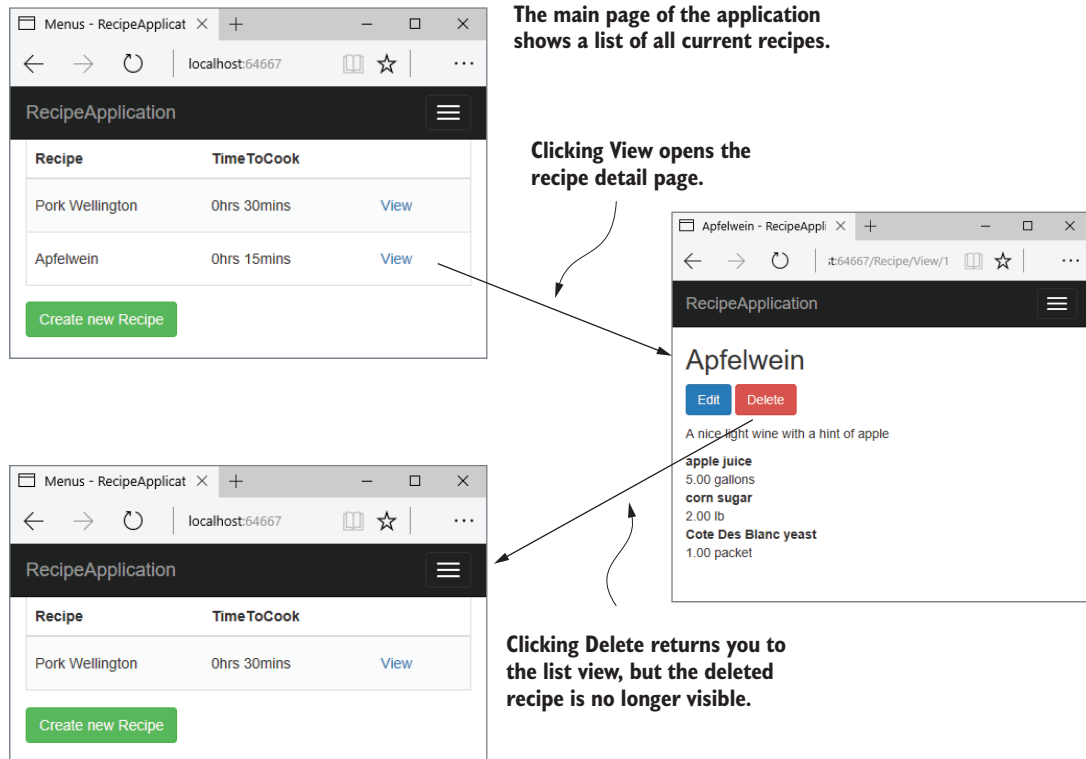 Menus - RecipeApplicat
localhost:64667
RecipeApplication
Recipe TimeToCook
Pork Wellington 0hrs 30mins View
Apfelwein 0hrs 15mins View
Create new Recipe
The main page of the application
shows a list of all current recipes.
Clicking View opens the
recipe detail page.
Apfelwein - RecipeAppli
t:64667/Recipe/View/1
RecipeApplication
Apfelwein
Edit Delete
A nice light wine with a hint of apple
apple juice
5.00 gallons
corn sugar
2.00 lb
Cote Des Blanc yeast
1.00 packet
Menus - RecipeApplicat
localhost:64667
RecipeApplication
Recipe TimeToCook
Pork Wellington 0hrs 30mins View
Create new Recipe
Clicking Delete returns you to
the list view, but the deleted
recipe is no longer visible.